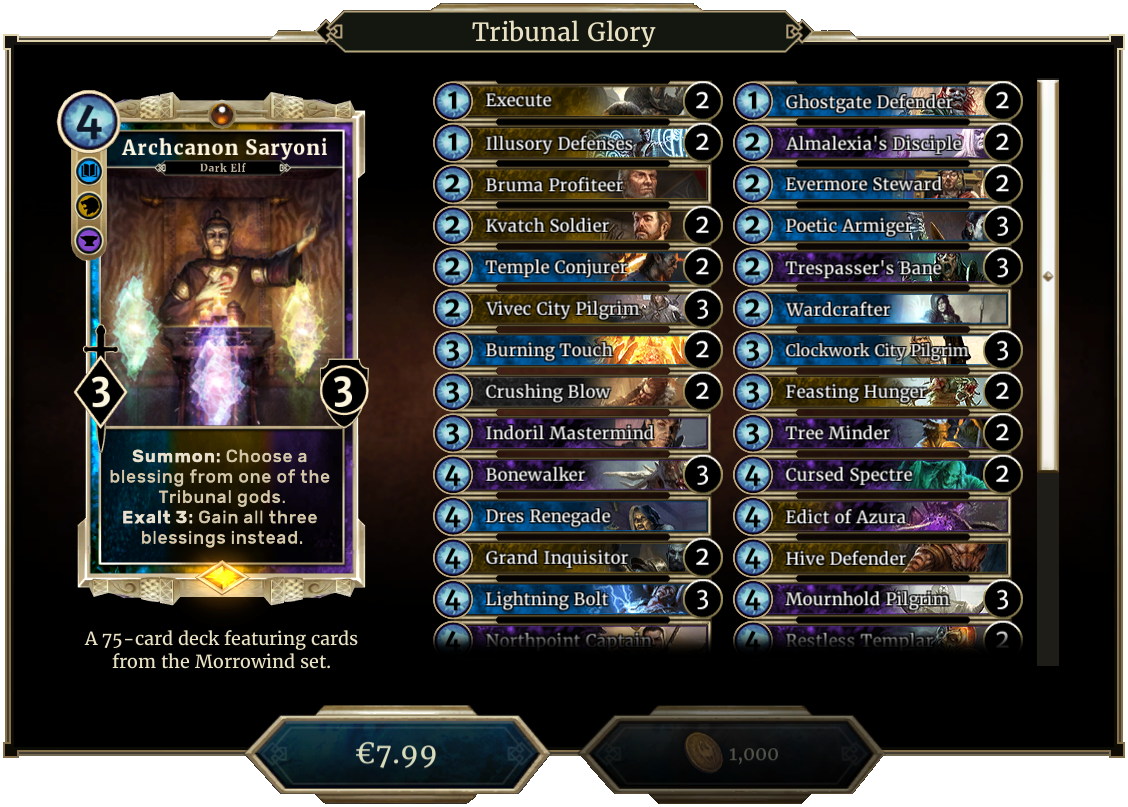 Tribunal Glory
4
Archcanon Saryoni
Dark Elf
3
3
Summon: Choose a
blessing from one of the
Tribunal gods.
Exalt 3: Gain all three
blessings instead.
A 75-card deck featuring cards
from the Morrowind set.
1 Execute 2
1 Illusory Defenses 2
2 Bruma Profiteer
2 Kvatch Soldier 2
2 Temple Conjurer 2
2 Vivec City Pilgrim 3
3 Burning Touch 2
3 Crushing Blow 2
3 Indoril Mastermind
4 Bonewalker 3
4 Dres Renegade
4 Grand Inquisitor 2
4 Lightning Bolt 3
4 Northpoint Captain
1 Ghostgate Defender 2
2 Almalexia's Disciple 2
2 Evermore Steward 2
2 Poetic Armiger 3
2 Trespasser's Bane 3
2 Wardcrafter
3 Clockwork City Pilgrim 3
3 Feasting Hunger 2
3 Tree Minder 2
4 Cursed Spectre 2
4 Edict of Azura
4 Hive Defender
4 Mournhold Pilgrim 3
4 Restless Templar 2
€7.99
1,000